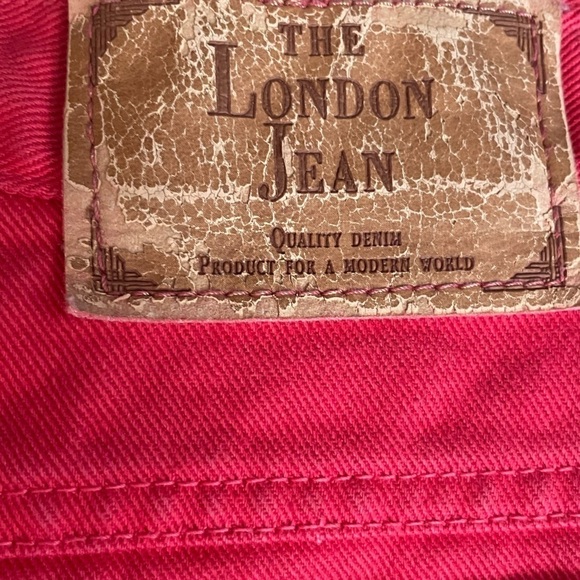 THE
LONDON
JEAN
QUALITY DENIM
PRODUCT FOR A MODERN WORLD